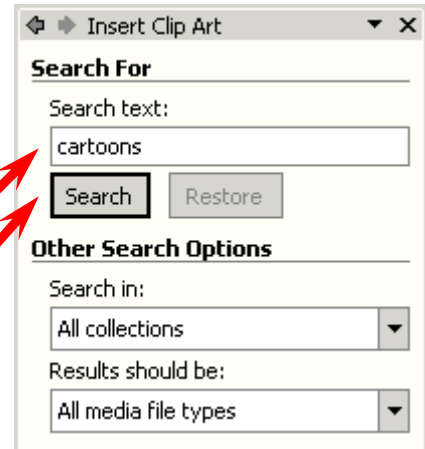 Insert Clip Art
Search For
Search text:
cartoons
Search Restore
Other Search Options
Search in:
All collections
Results should be:
All media file types